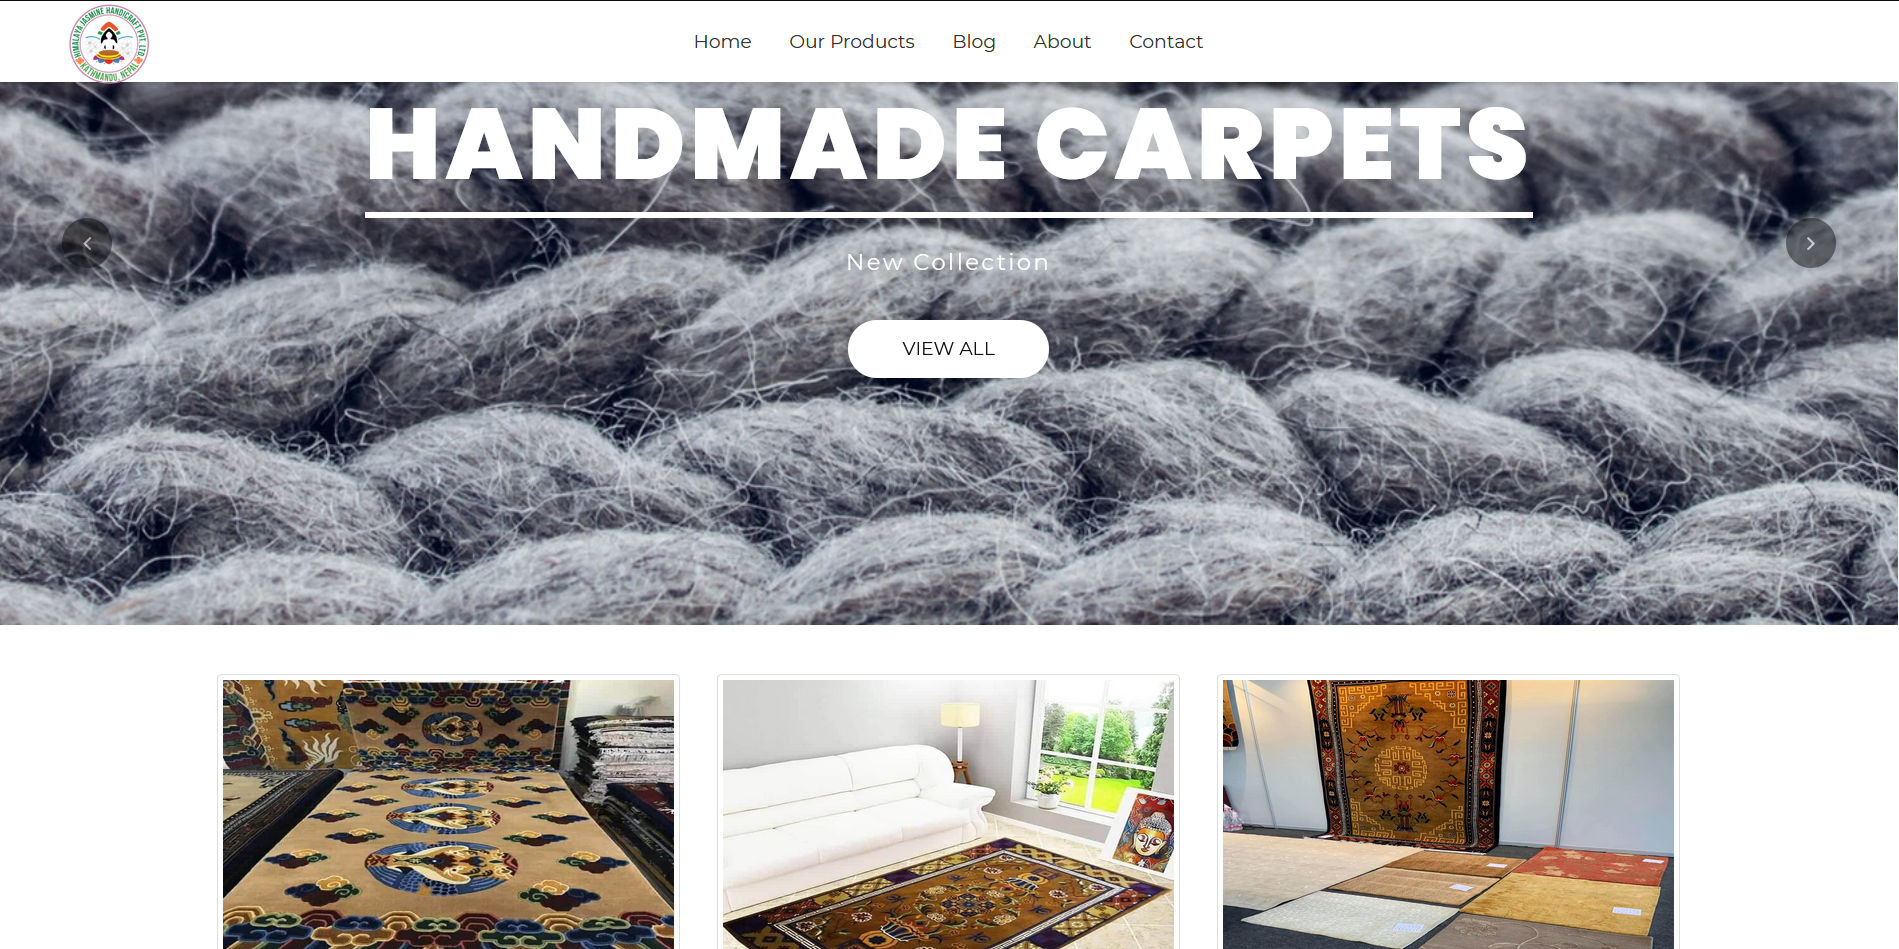 HIMALAYA JASMINE HANDICRAFT PVT. LTD.
KATHMANDU, NEPAL
Home
Our Products
Blog
About
Contact
HANDMADE CARPETS
New Collection
VIEW ALL